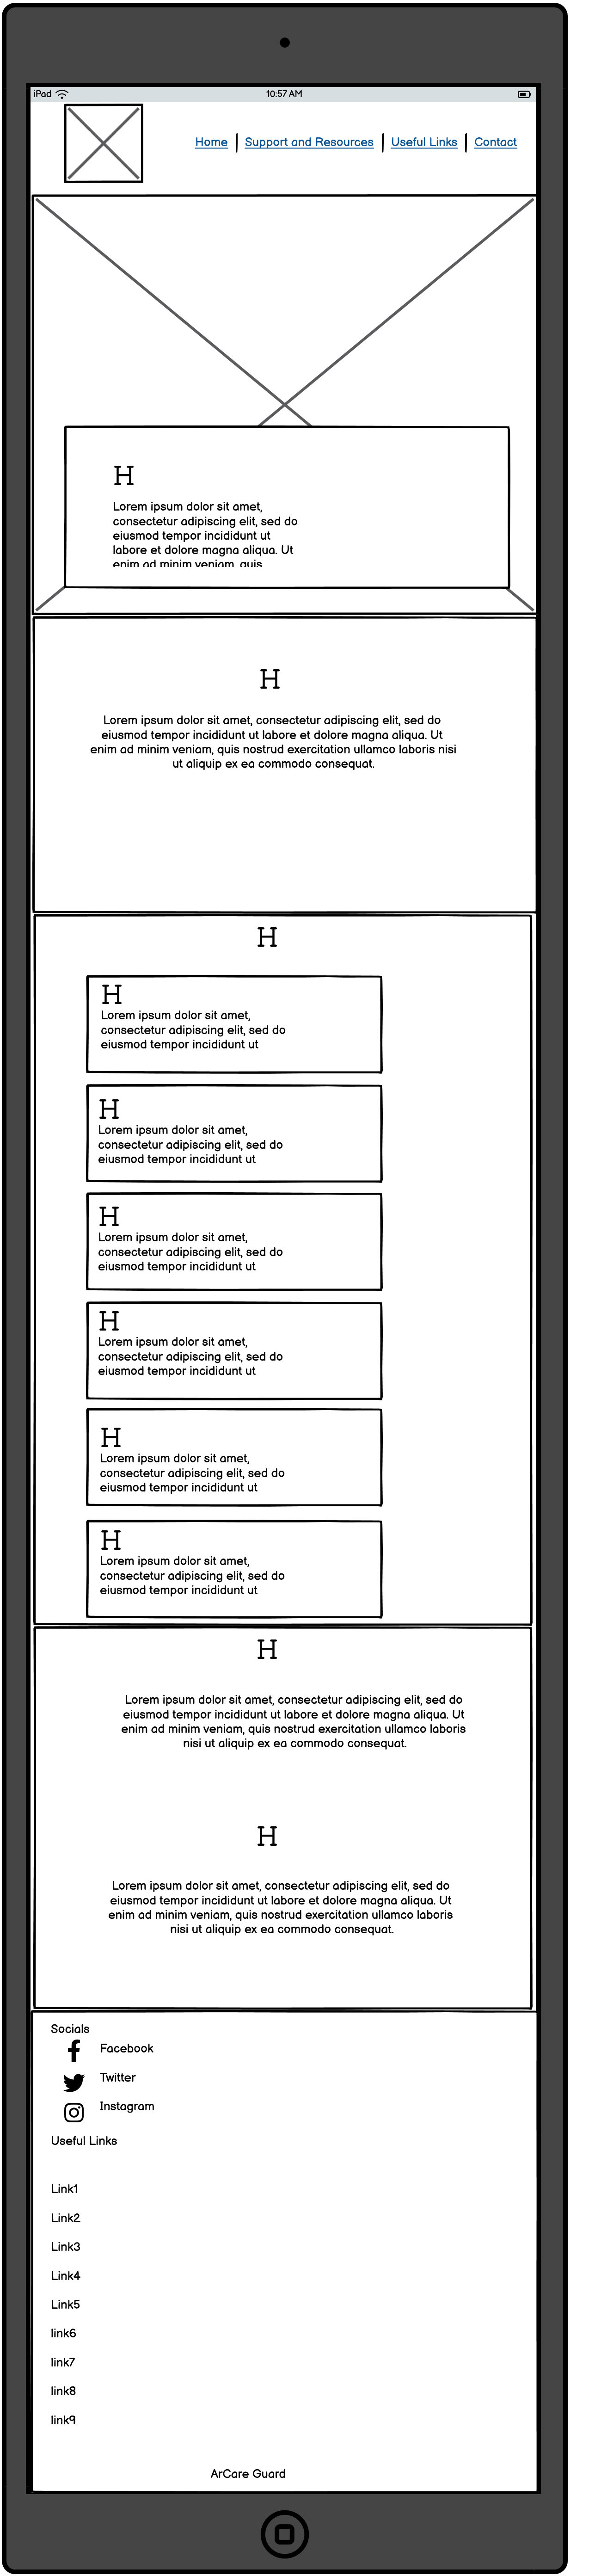 iPad
10:57 AM
Home | Support and Resources | Useful Links | Contact
H
Lorem ipsum dolor sit amet,
consectetur adipiscing elit, sed do
eiusmod tempor incididunt ut
labore et dolore magna aliqua. Ut
enim ad minim veniam, quis
H
Lorem ipsum dolor sit amet, consectetur adipiscing elit, sed do
eiusmod tempor incididunt ut labore et dolore magna aliqua. Ut
enim ad minim veniam, quis nostrud exercitation ullamco laboris nisi
ut aliquip ex ea commodo consequat.
H
H
Lorem ipsum dolor sit amet,
consectetur adipiscing elit, sed do
eiusmod tempor incididunt ut
H
Lorem ipsum dolor sit amet,
consectetur adipiscing elit, sed do
eiusmod tempor incididunt ut
H
Lorem ipsum dolor sit amet,
consectetur adipiscing elit, sed do
eiusmod tempor incididunt ut
H
Lorem ipsum dolor sit amet,
consectetur adipiscing elit, sed do
eiusmod tempor incididunt ut
H
Lorem ipsum dolor sit amet,
consectetur adipiscing elit, sed do
eiusmod tempor incididunt ut
H
Lorem ipsum dolor sit amet,
consectetur adipiscing elit, sed do
eiusmod tempor incididunt ut
H
Lorem ipsum dolor sit amet, consectetur adipiscing elit, sed do
eiusmod tempor incididunt ut labore et dolore magna aliqua. Ut
enim ad minim veniam, quis nostrud exercitation ullamco laboris
nisi ut aliquip ex ea commodo consequat.
H
Lorem ipsum dolor sit amet, consectetur adipiscing elit, sed do
eiusmod tempor incididunt ut labore et dolore magna aliqua. Ut
enim ad minim veniam, quis nostrud exercitation ullamco laboris
nisi ut aliquip ex ea commodo consequat.
Socials
Facebook
Twitter
Instagram
Useful Links
Link1
Link2
Link3
Link4
Link5
link6
link7
link8
link9
ArCare Guard